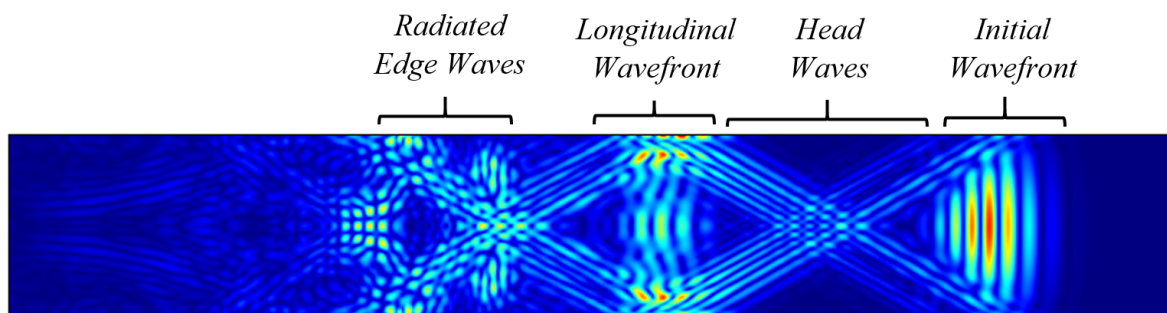 Radiated
Edge Waves
Longitudinal
Wavefront
Head
Waves
Initial
Wavefront